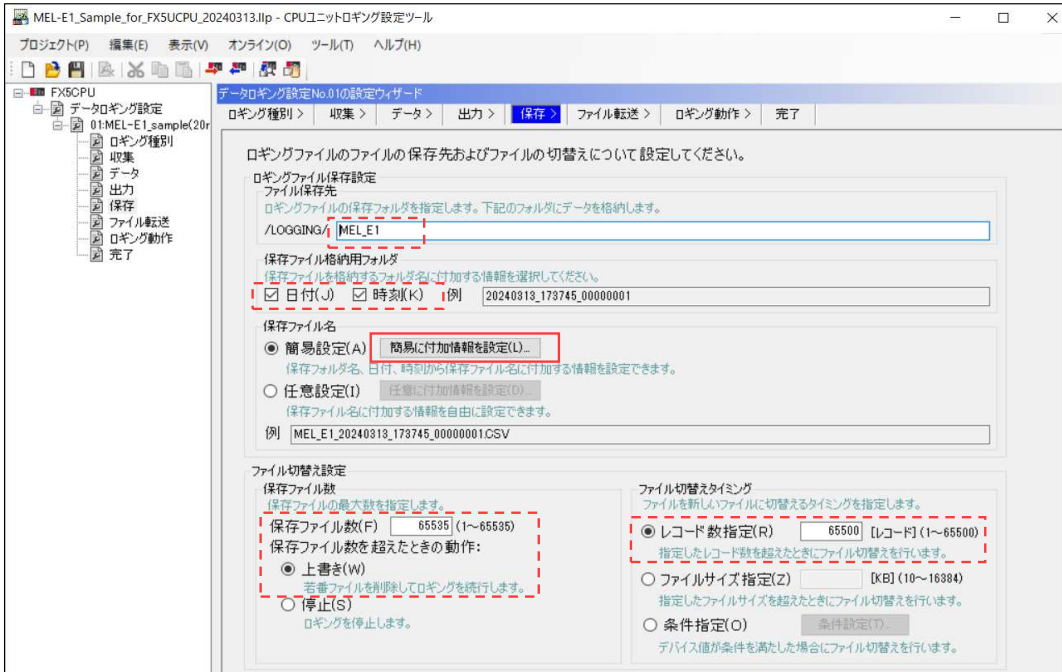 MEL-E1_Sample_for_FX5UCPU_20240313.llp - CPUユニットロギング設定ツール
プロジェクト(P) 編集(E) 表示(V) オンライン(O) ツール(T) ヘルプ(H)
FX5CPU
データロギング設定
01:MEL-E1_sample(20r
ロギング種別
収集
データ
出力
保存
ファイル転送
ロギング動作
完了
データロギング設定No.01の設定ウィザード
ロギング種別 > 収集 > データ > 出力 > 保存 > ファイル転送 > ロギング動作 > 完了
ロギングファイルのファイルの保存先およびファイルの切替えについて設定してください。
ロギングファイル保存設定
ファイル保存先
ロギングファイルの保存フォルダを指定します。下記のフォルダにデータを格納します。
/LOGGING/ MEL_E1
保存ファイル格納用フォルダ
保存ファイルを格納するフォルダ名に付加する情報を選択してください。
日付(J) 時刻(K) 例 20240313_173745_00000001
保存ファイル名
簡易設定(A) 簡易に付加情報を設定(L)...
保存フォルダ名、日付、時刻から保存ファイル名に付加する情報を設定できます。
任意設定(I) 任意に付加情報を設定(D)...
保存ファイル名に付加する情報を自由に設定できます。
例 MEL_E1_20240313_173745_00000001.CSV
ファイル切替え設定
保存ファイル数
保存ファイルの最大数を指定します。
保存ファイル数(F) 65535 (1~65535)
保存ファイル数を超えたときの動作:
上書き(W)
若番ファイルを削除してロギングを続行します。
停止(S)
ロギングを停止します。
ファイル切替えタイミング
ファイルを新しいファイルに切替えるタイミングを指定します。
レコード数指定(R) 65500 [レコード] (1~65500)
指定したレコード数を超えたときにファイル切替えを行います。
ファイルサイズ指定(Z) [KB] (10~16384)
指定したファイルサイズを超えたときにファイル切替えを行います。
条件指定(O) 条件設定(T)...
デバイス値が条件を満たした場合にファイル切替えを行います。